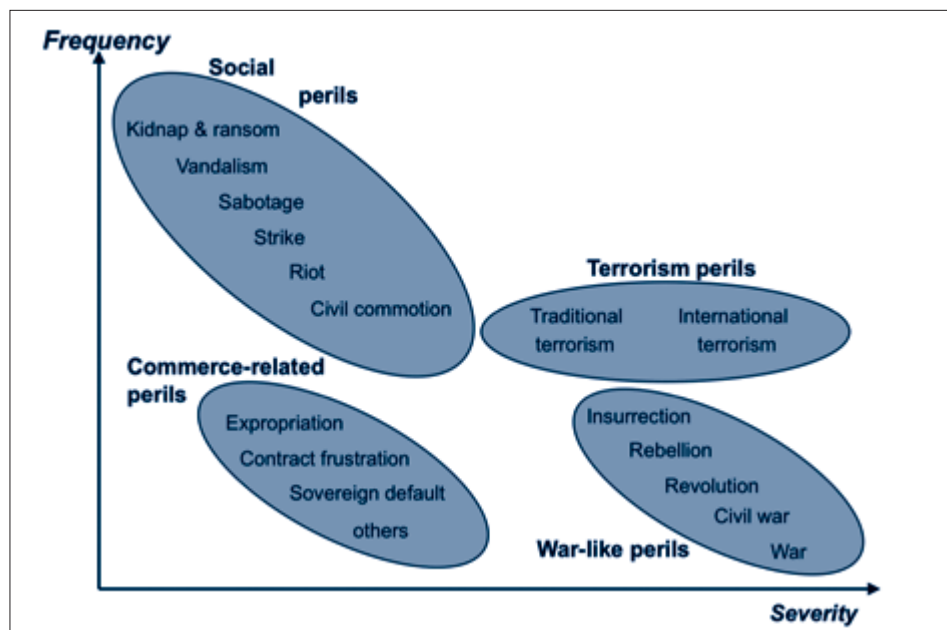 Frequency
Social
perils
Kidnap & ransom
Vandalism
Sabotage
Strike
Riot
Civil commotion
Terrorism perils
Traditional
terrorism
International
terrorism
Commerce-related
perils
Expropriation
Contract frustration
Sovereign default
others
Insurrection
Rebellion
Revolution
Civil war
War
War-like perils
Severity